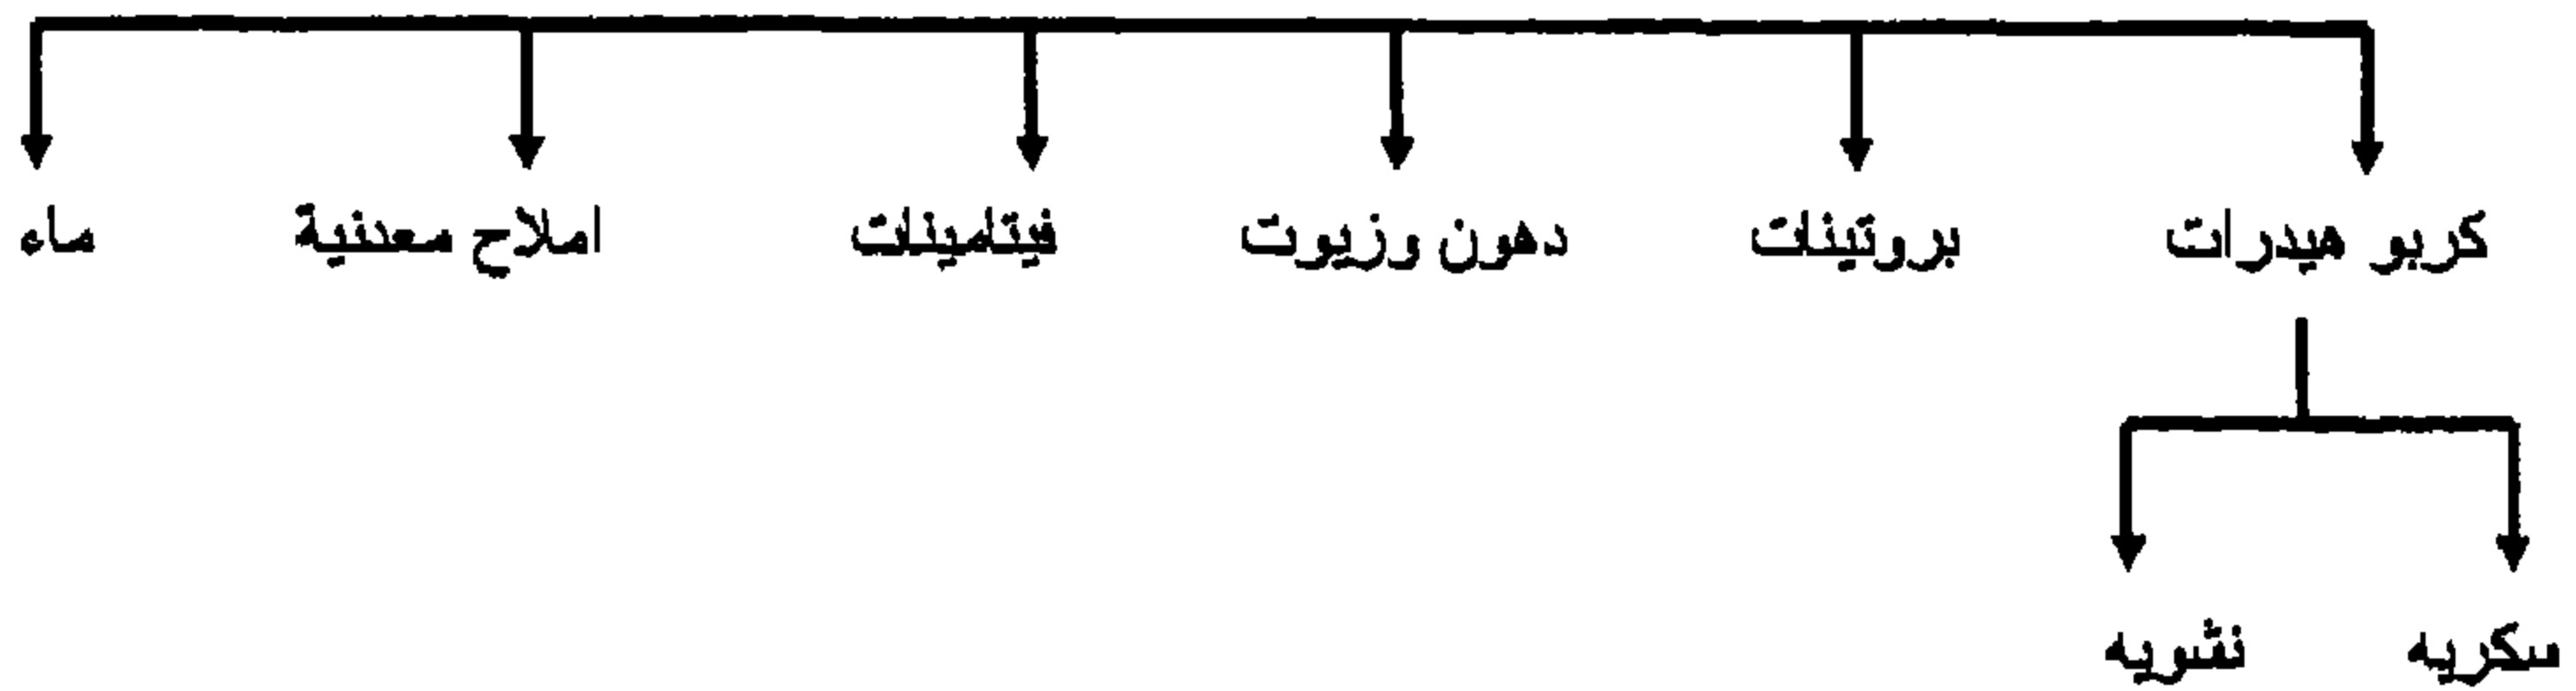 كربو هيدرات بروتينات دهون وزيوت فيتامينات املاح معدنية ماء
سكريه نشويه